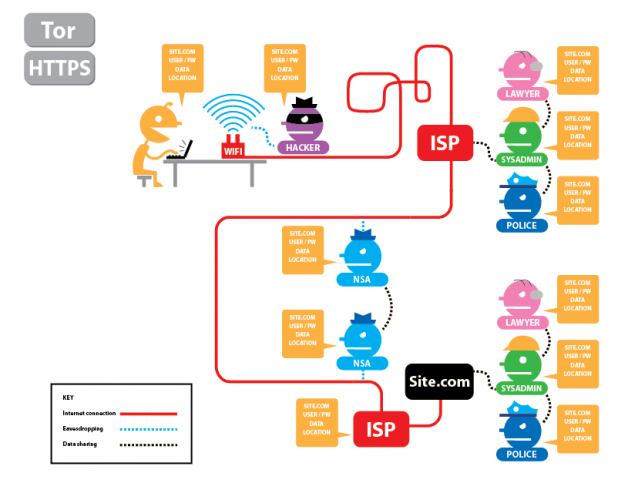 Tor
HTTPS
SITE.COM
USER / PW
DATA
LOCATION
SITE.COM
USER / PW
DATA
LOCATION
WIFI
HACKER
ISP
SITE.COM
USER / PW
DATA
LOCATION
LAWYER
SITE.COM
USER / PW
DATA
LOCATION
SYSADMIN
SITE.COM
USER / PW
DATA
LOCATION
POLICE
SITE.COM
USER / PW
DATA
LOCATION
NSA
SITE.COM
USER / PW
DATA
LOCATION
NSA
SITE.COM
USER / PW
DATA
LOCATION
ISP
Site.com
SITE.COM
USER / PW
DATA
LOCATION
LAWYER
SITE.COM
USER / PW
DATA
LOCATION
SYSADMIN
SITE.COM
USER / PW
DATA
LOCATION
POLICE
KEY
Internet connection
Eavesdropping
Data sharing